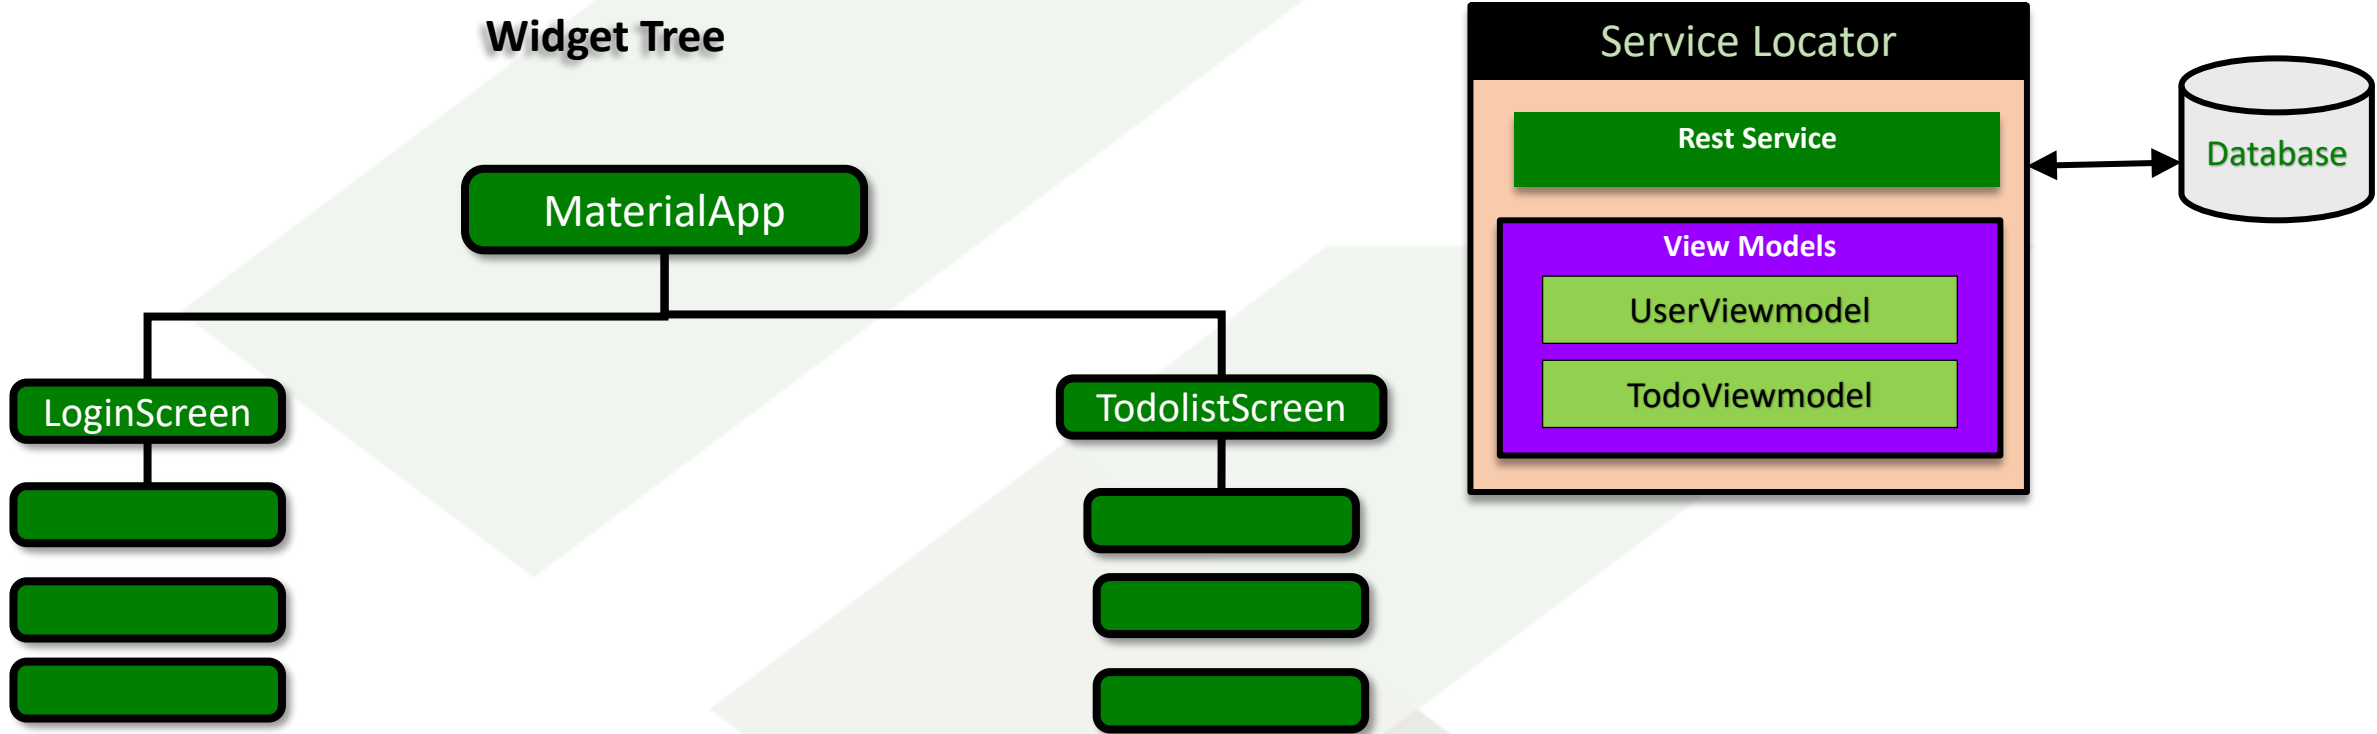 Widget Tree
MaterialApp
LoginScreen
TodolistScreen
Service Locator
Rest Service
View Models
UserViewmodel
TodoViewmodel
Database